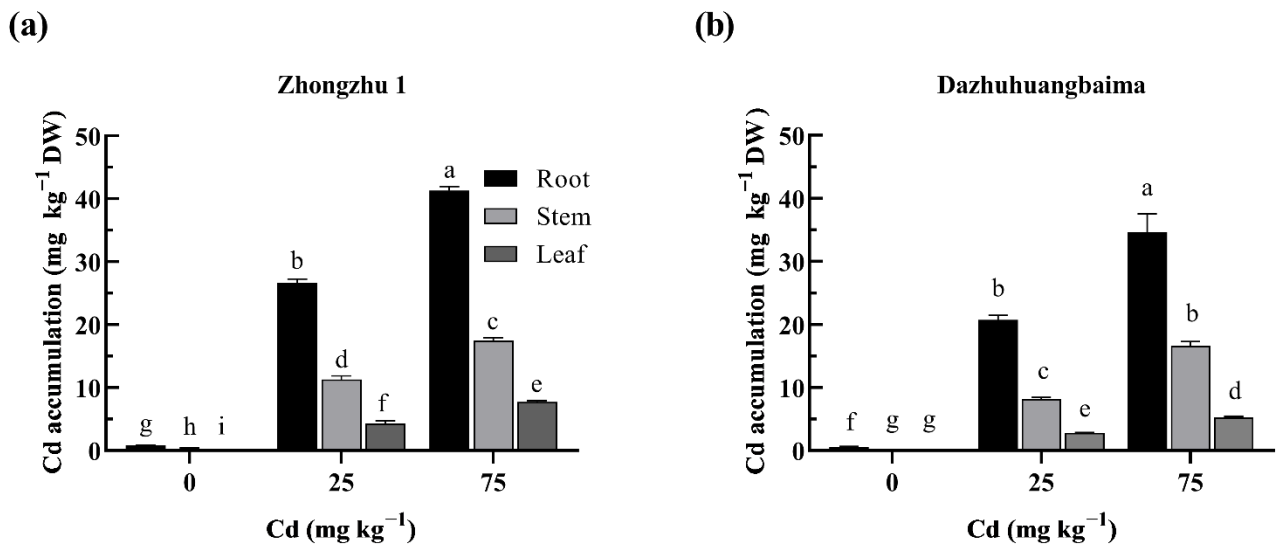 (a)
Zhongzhu 1
Cd accumulation (mg kg⁻¹ DW)
50
40
30
20
10
0
g h i
b
d
f
a
c
e
Root
Stem
Leaf
0 25 75
Cd (mg kg⁻¹)
(b)
Dazhuhuangbaima
Cd accumulation (mg kg⁻¹ DW)
50
40
30
20
10
0
f g g
b
c
e
a
b
d
0 25 75
Cd (mg kg⁻¹)